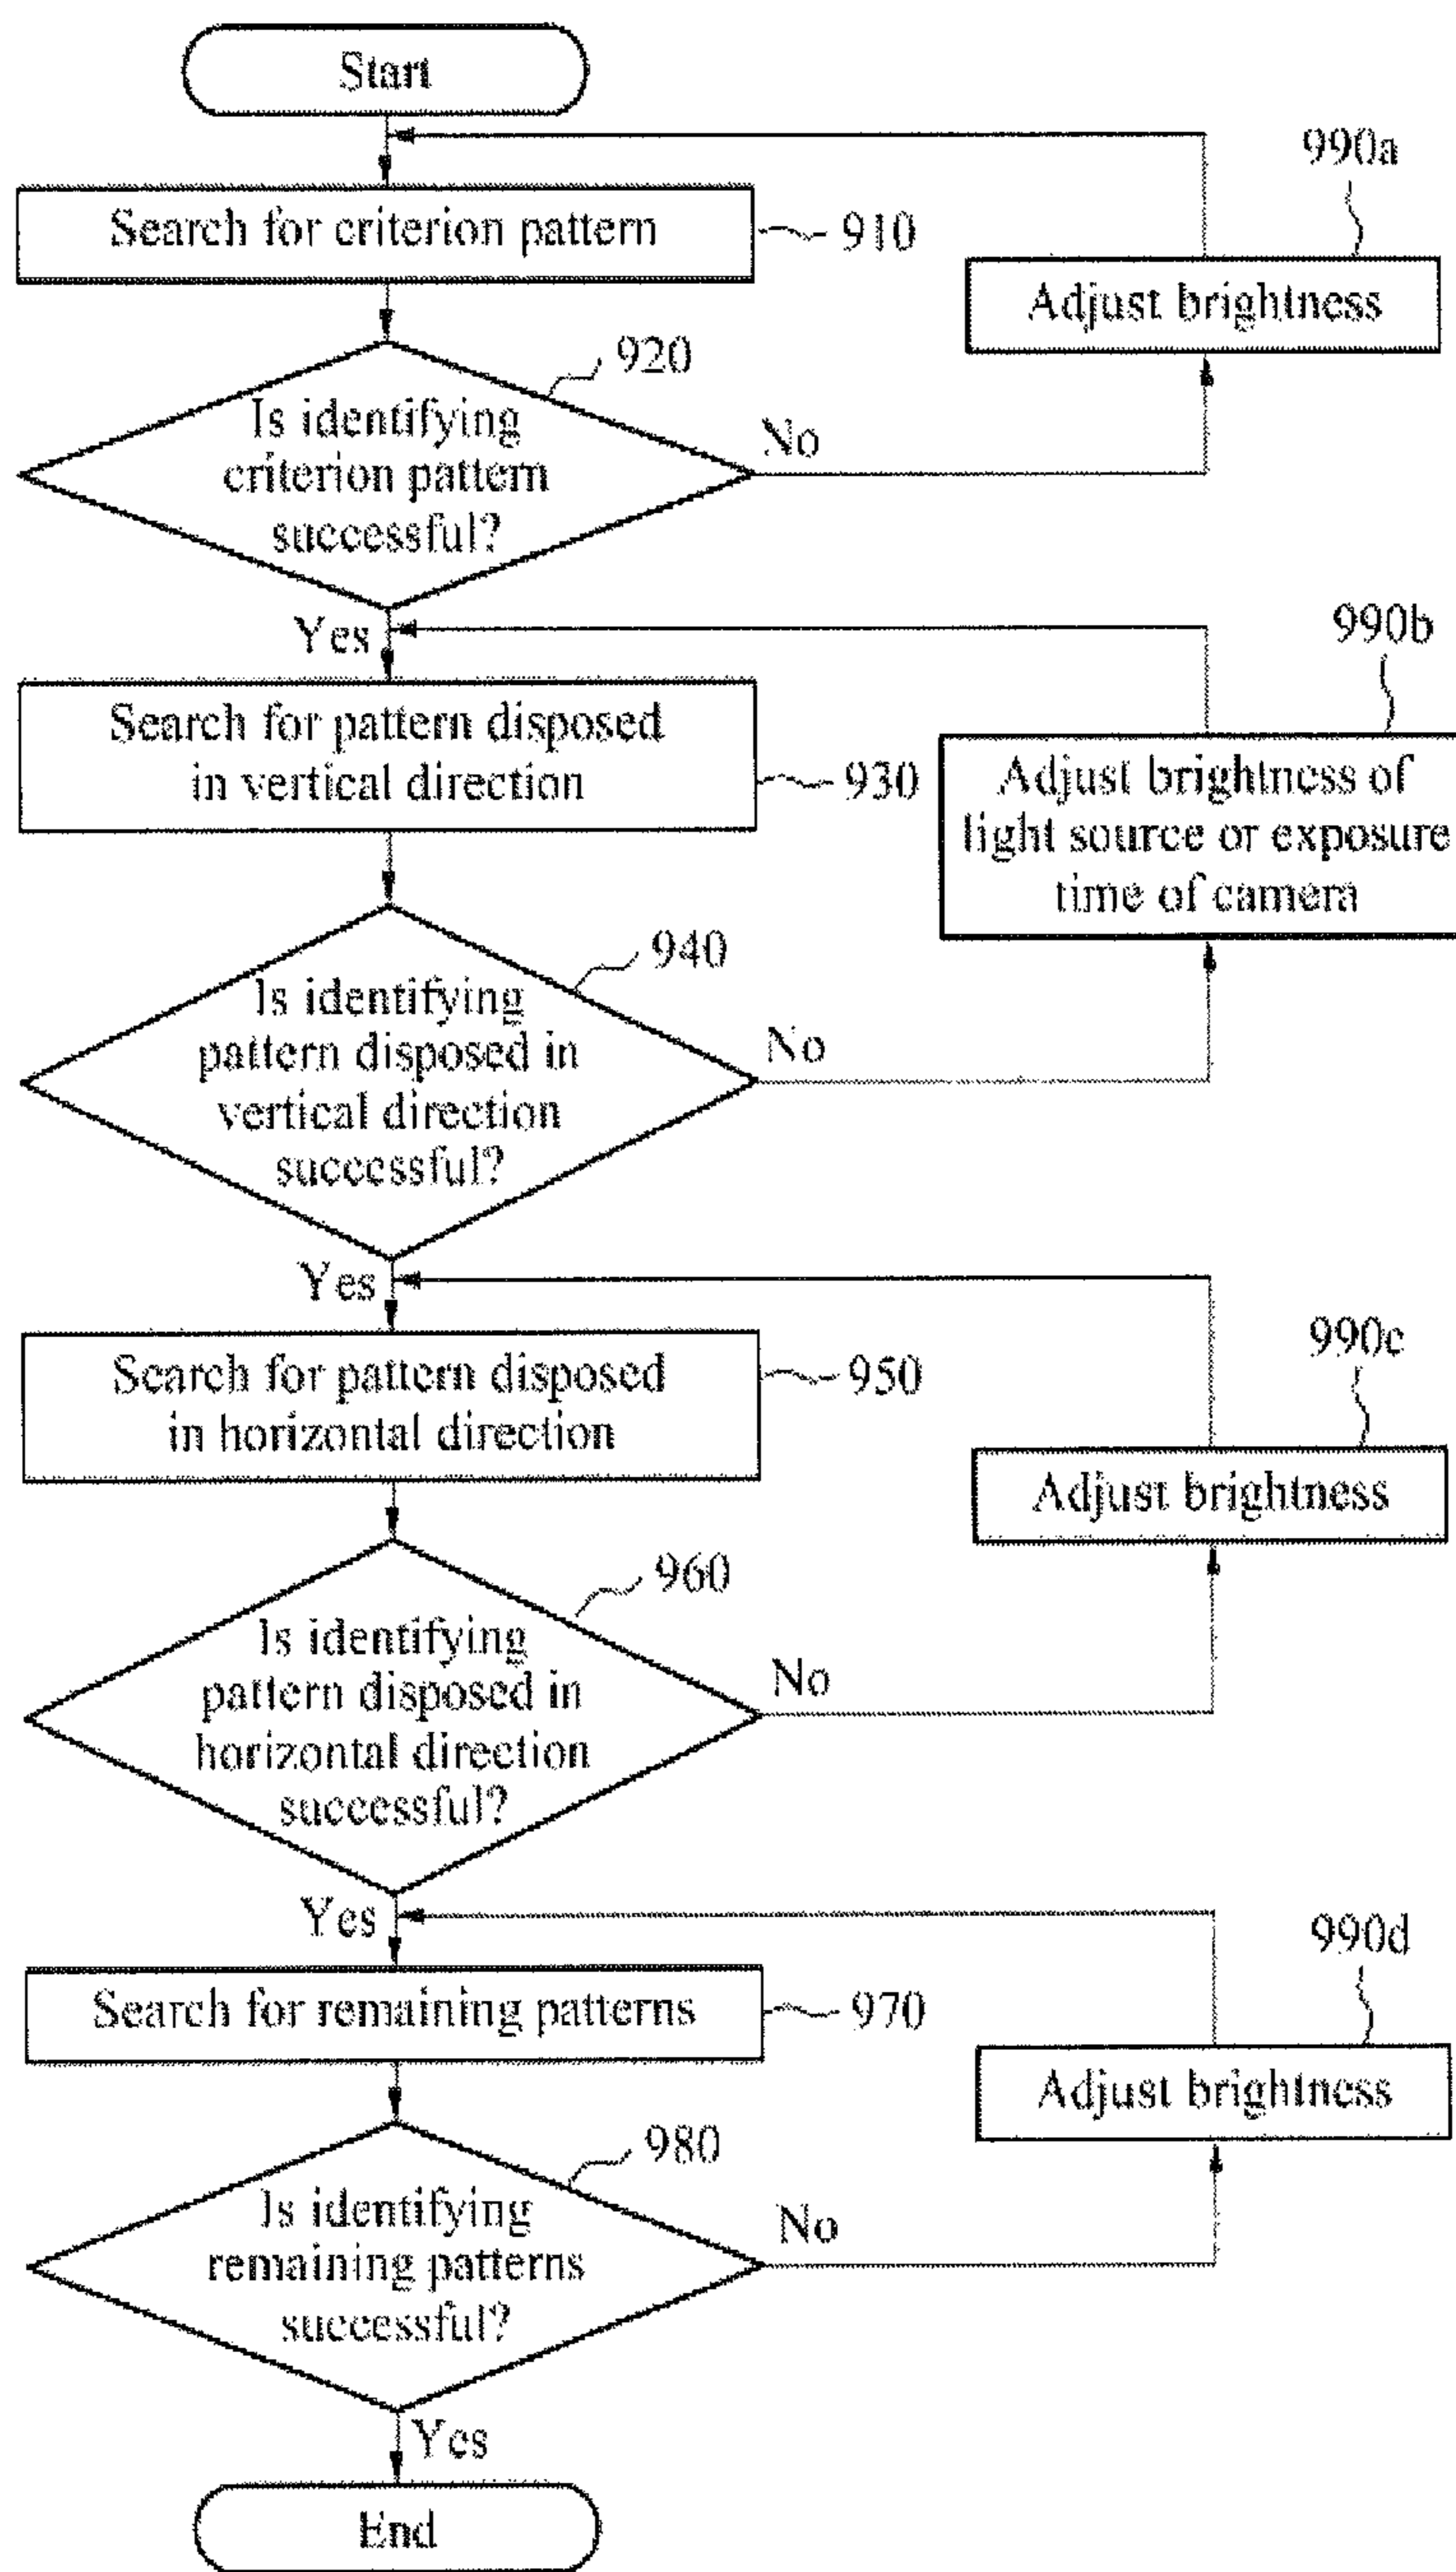 Start
990a
Search for criterion pattern
910
Adjust brightness
920
Is identifying
criterion pattern
successful?
No
Yes
990b
Search for pattern disposed
in vertical direction
930
Adjust brightness of
light source or exposure
time of camera
940
Is identifying
pattern disposed in
vertical direction
successful?
No
Yes
990c
Search for pattern disposed
in horizontal direction
950
Adjust brightness
960
Is identifying
pattern disposed in
horizontal direction
successful?
No
Yes
990d
Search for remaining patterns
970
Adjust brightness
980
Is identifying
remaining patterns
successful?
No
Yes
End